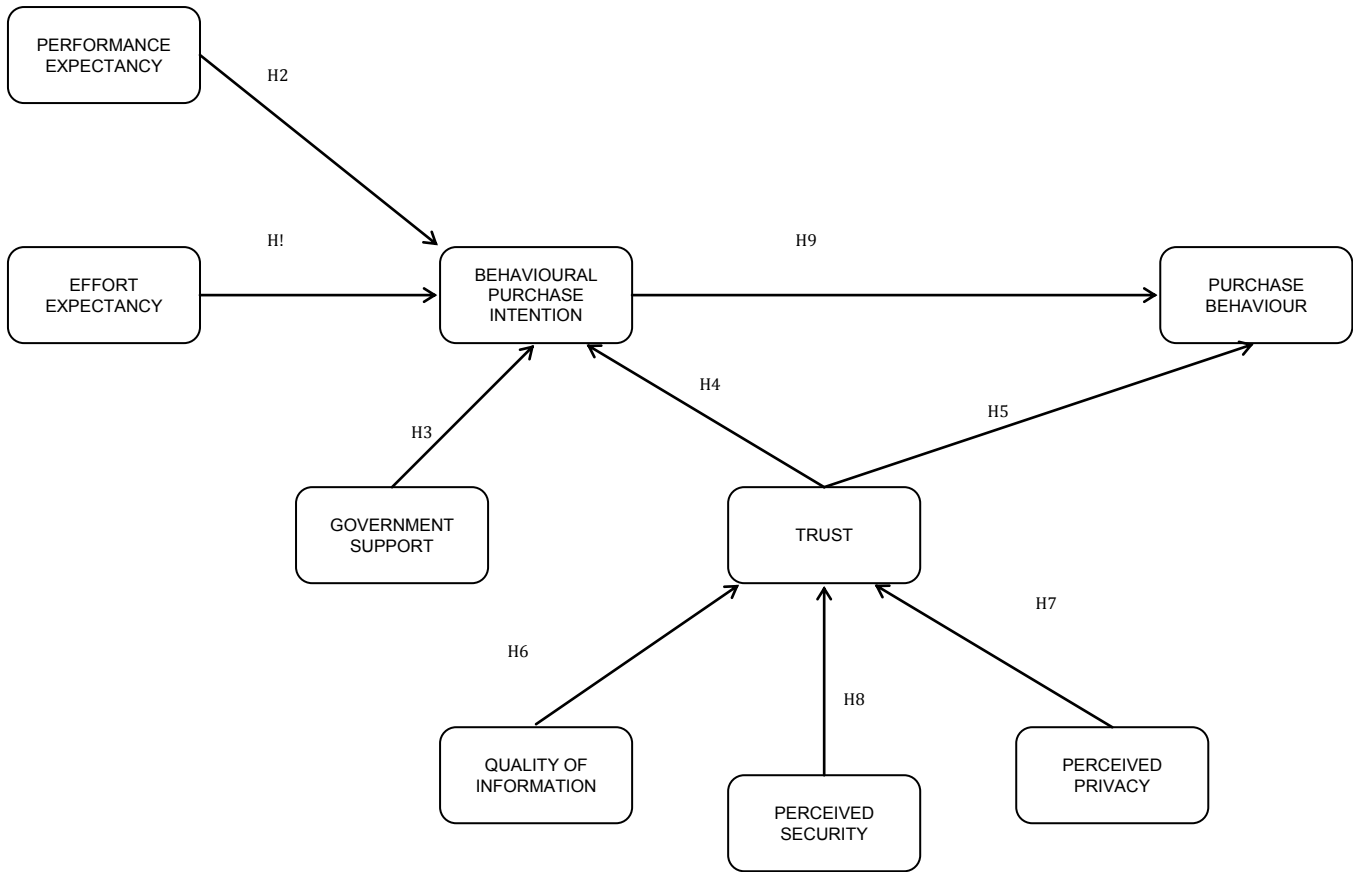 PERFORMANCE
EXPECTANCY
H2
H!
H9
EFFORT
EXPECTANCY
BEHAVIOURAL
PURCHASE
INTENTION
PURCHASE
BEHAVIOUR
H4
H5
H3
GOVERNMENT
SUPPORT
TRUST
H7
H6
H8
QUALITY OF
INFORMATION
PERCEIVED
PRIVACY
PERCEIVED
SECURITY